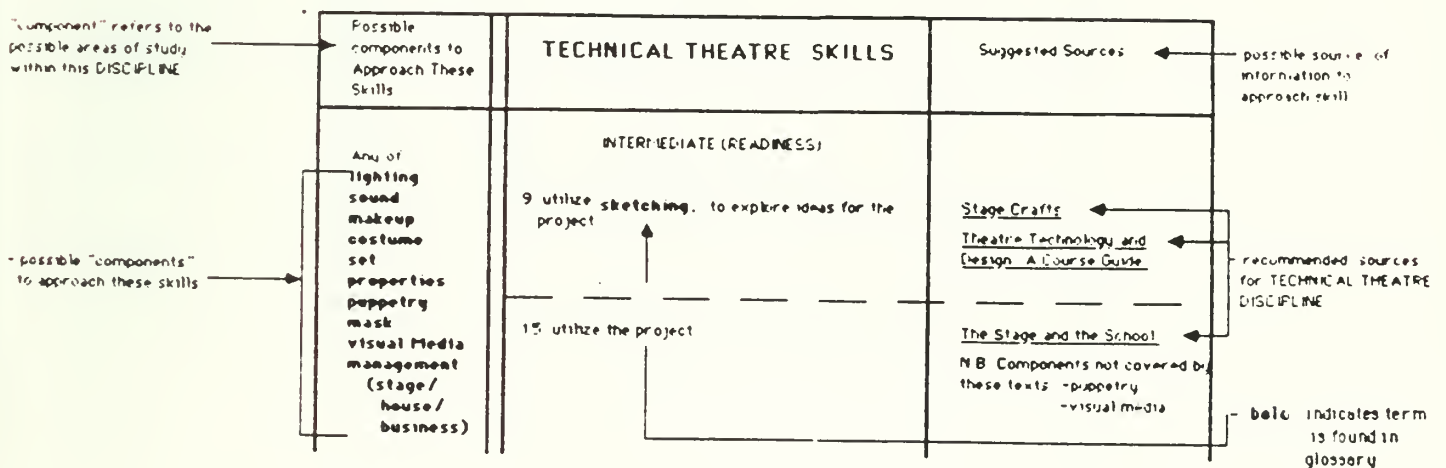 "component" refers to the
possible areas of study
within this DISCIPLINE
Possible
components to
Approach These
Skills
TECHNICAL THEATRE SKILLS
Suggested Sources
possible source of
information to
approach skill
INTERMEDIATE (READINESS)
- possible "components"
to approach these skills
Any of
lighting
sound
makeup
costume
set
properties
puppetry
mask
visual Media
management
(stage/
house/
business)
9 utilize sketching, to explore ideas for the
project
15 utilize the project
Stage Crafts
Theatre Technology and
Design A Course Guide
The Stage and the School
N.B. Components not covered by
these texts -puppetry
-visual media
recommended sources
for TECHNICAL THEATRE
DISCIPLINE
- bold indicates term
is found in
glossary